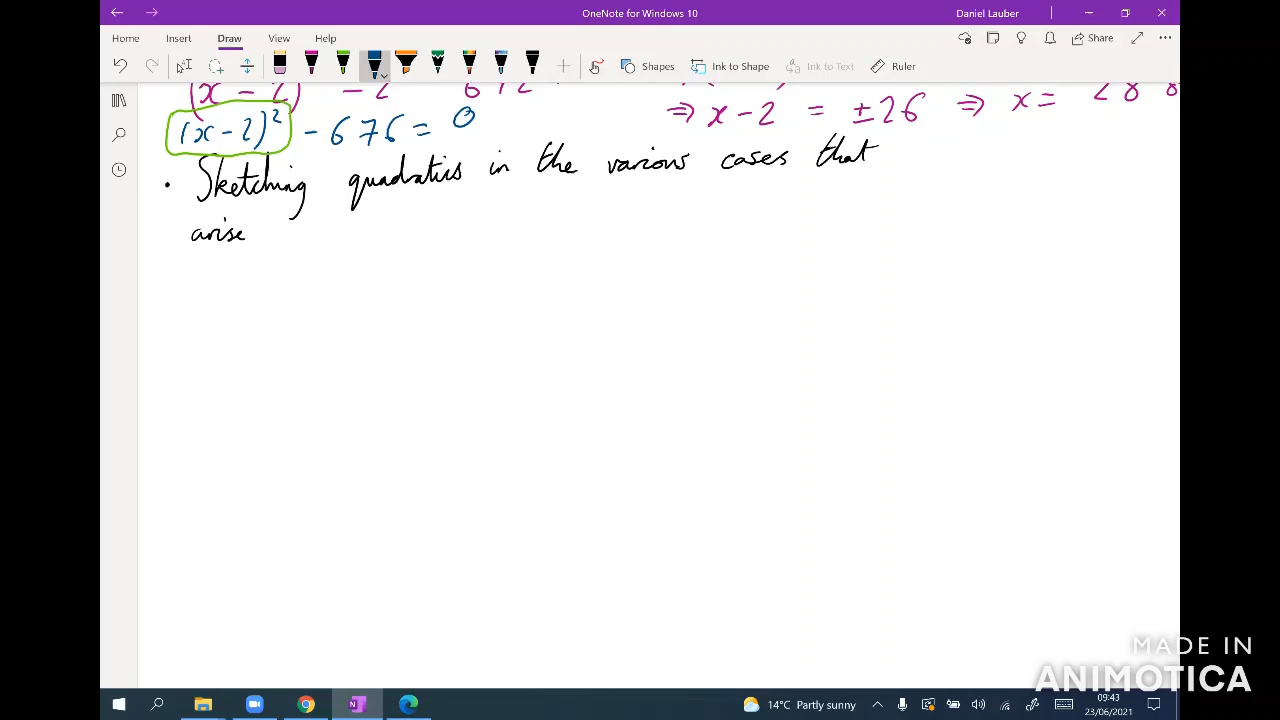 OneNote for Windows 10
Daniel Lauber
Home Insert Draw View Help
Share
Shapes Ink to Shape Ink to Text Ruler
⇒ x - 2 = ±26 ⇒ x =
(x - 2)² - 676 = 0
• Sketching quadratics in the various cases that
arise
MADE IN
ANIMOTICA
14°C Partly sunny
09:43
23/06/2021